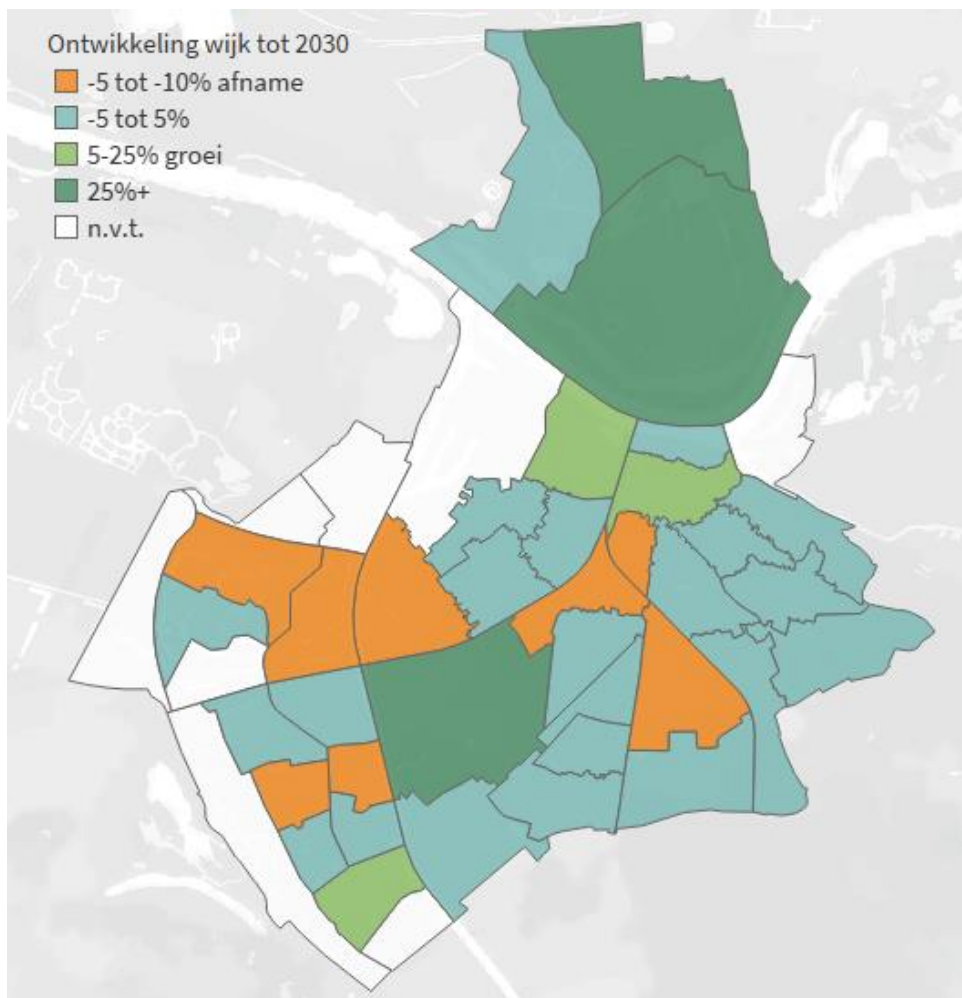 Ontwikkeling wijk tot 2030
-5 tot -10% afname
-5 tot 5%
5-25% groei
25%+
n.v.t.